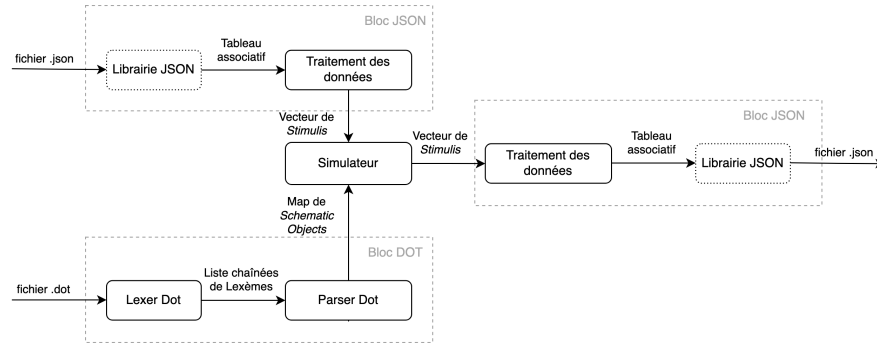 Bloc JSON
fichier .json
Librairie JSON
Tableau
associatif
Traitement des
données
Vecteur de
Stimulis
Simulateur
Vecteur de
Stimulis
Bloc JSON
Traitement des
données
Tableau
associatif
Librairie JSON
fichier .json
Map de
Schematic
Objects
Bloc DOT
fichier .dot
Lexer Dot
Liste chaînées
de Lexèmes
Parser Dot